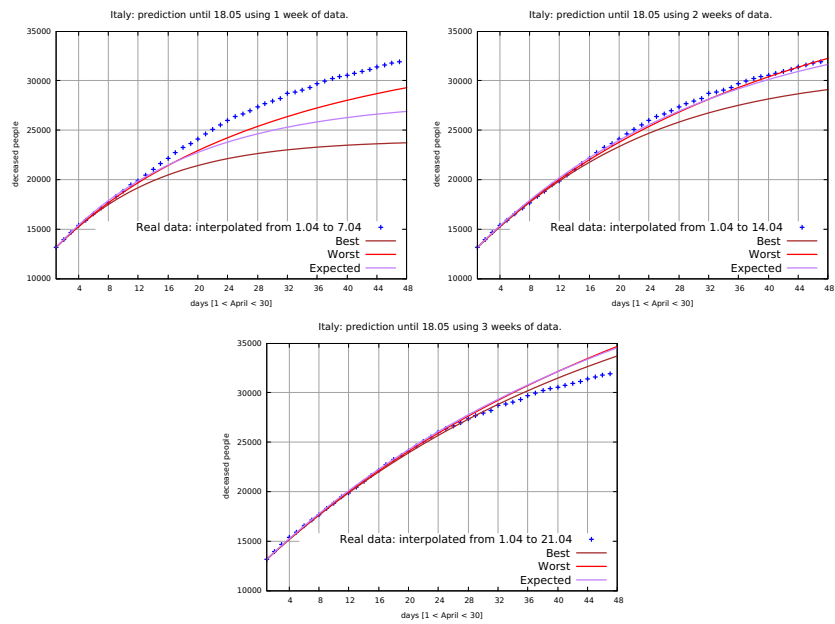 Italy: prediction until 18.05 using 1 week of data.
35000
30000
25000
20000
15000
10000
deceased people
Real data: interpolated from 1.04 to 7.04
Best
Worst
Expected
4 8 12 16 20 24 28 32 36 40 44 48
days [1 < April < 30]
Italy: prediction until 18.05 using 2 weeks of data.
35000
30000
25000
20000
15000
10000
deceased people
Real data: interpolated from 1.04 to 14.04
Best
Worst
Expected
4 8 12 16 20 24 28 32 36 40 44 48
days [1 < April < 30]
Italy: prediction until 18.05 using 3 weeks of data.
35000
30000
25000
20000
15000
10000
deceased people
Real data: interpolated from 1.04 to 21.04
Best
Worst
Expected
4 8 12 16 20 24 28 32 36 40 44 48
days [1 < April < 30]